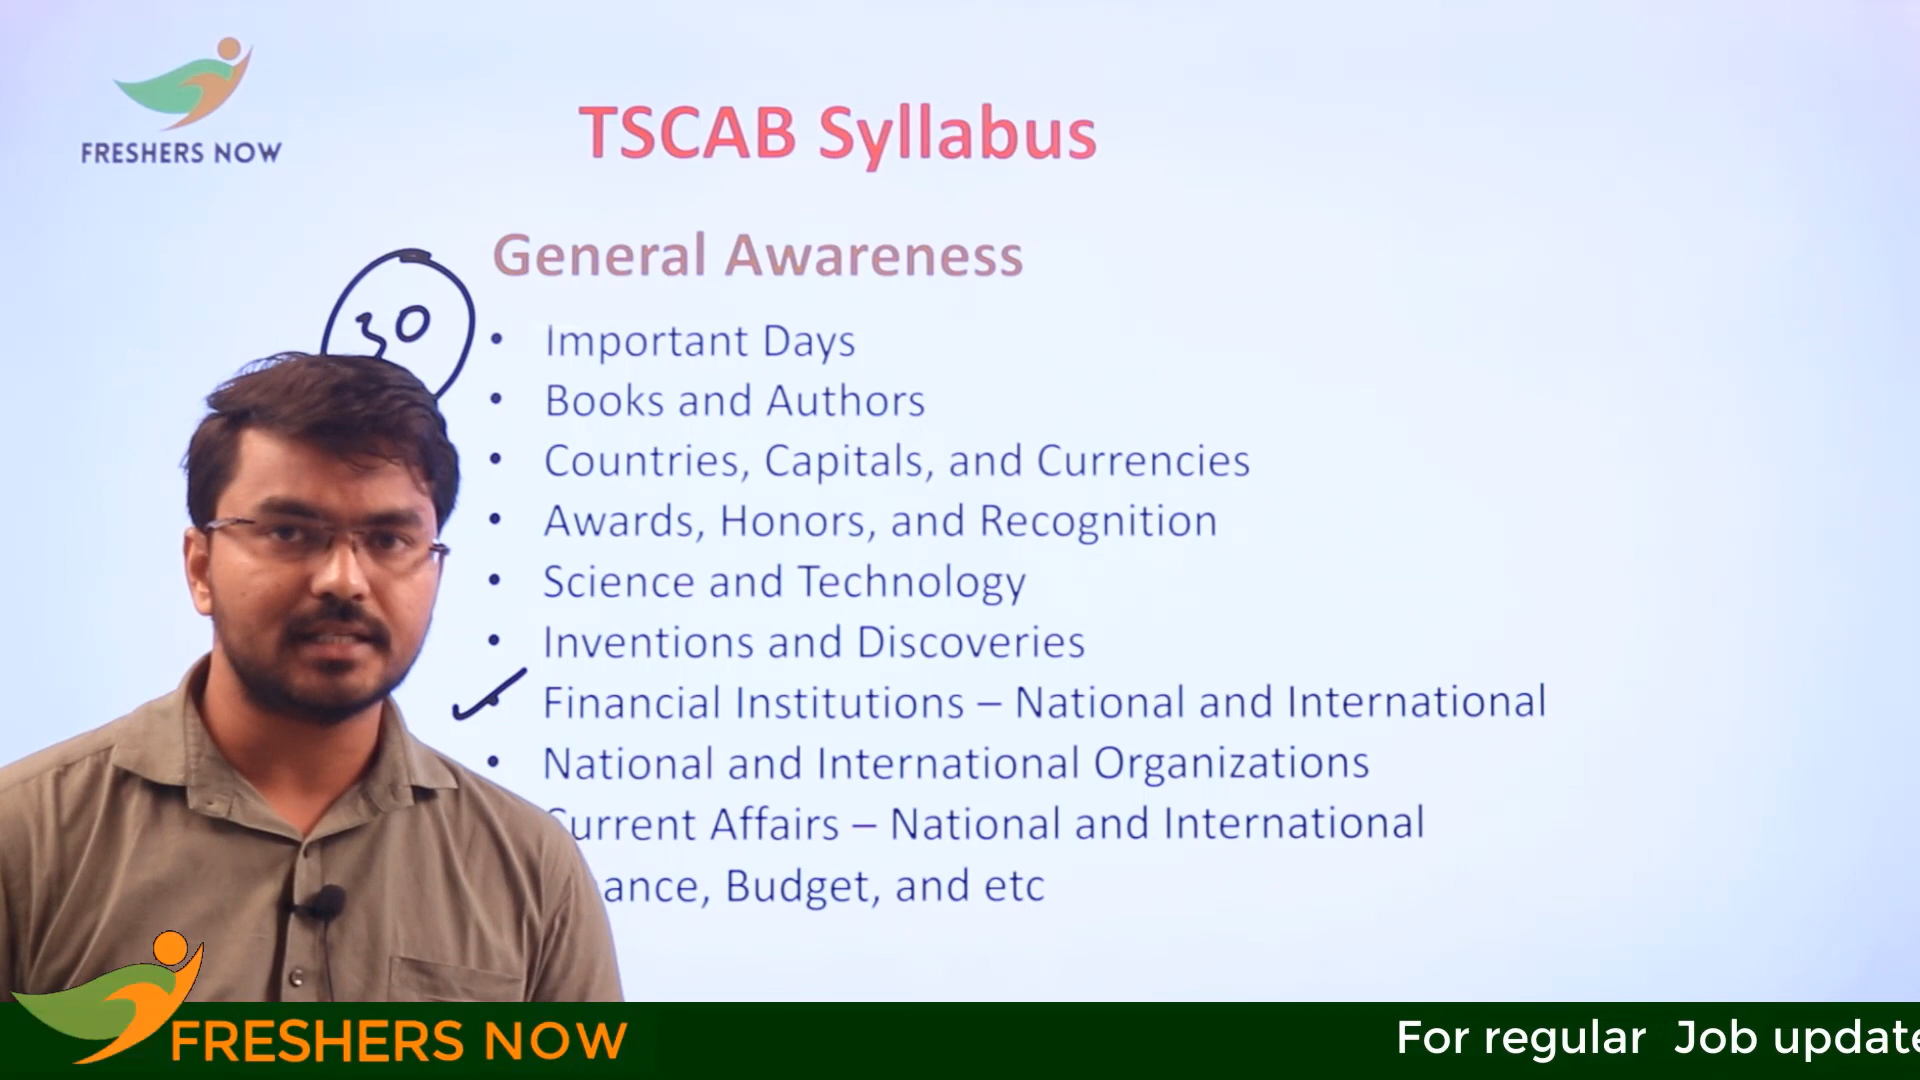 FRESHERS NOW
TSCAB Syllabus
General Awareness
30
• Important Days
• Books and Authors
• Countries, Capitals, and Currencies
• Awards, Honors, and Recognition
• Science and Technology
• Inventions and Discoveries
Financial Institutions – National and International
• National and International Organizations
Current Affairs – National and International
Budget, and etc
FRESHERS NOW
For regular Job update